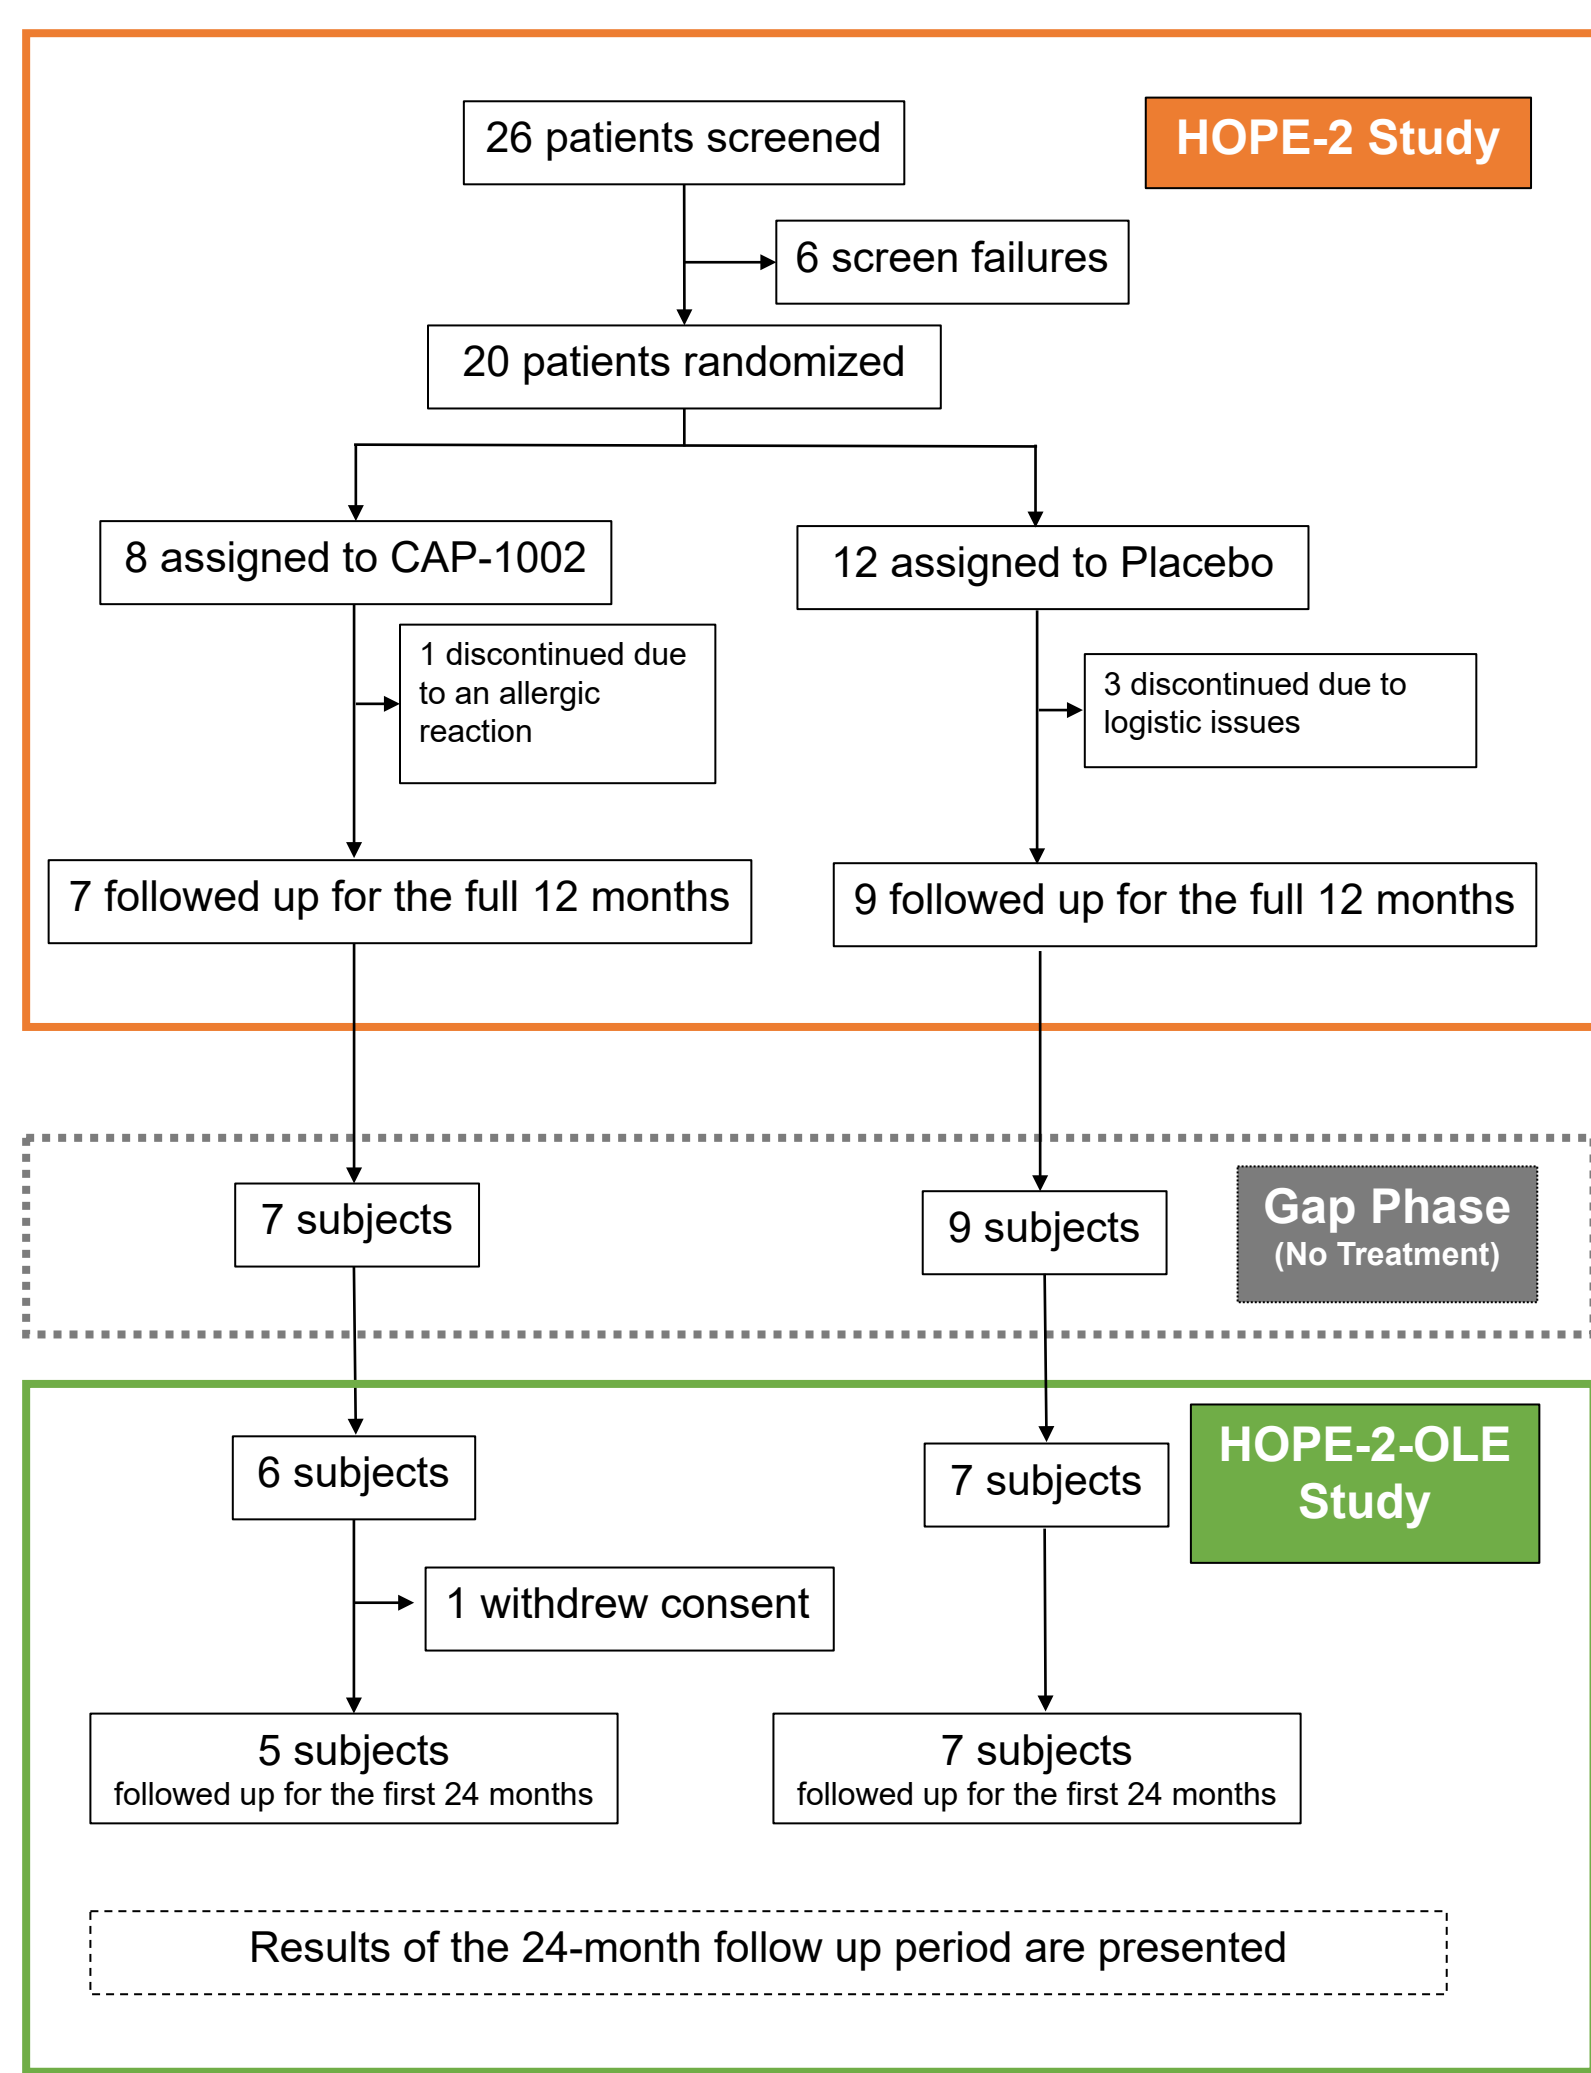 26 patients screened
HOPE-2 Study
6 screen failures
20 patients randomized
8 assigned to CAP-1002
12 assigned to Placebo
1 discontinued due
to an allergic
reaction
3 discontinued due to
logistic issues
7 followed up for the full 12 months
9 followed up for the full 12 months
7 subjects
9 subjects
Gap Phase
(No Treatment)
6 subjects
7 subjects
HOPE-2-OLE
Study
1 withdrew consent
5 subjects
followed up for the first 24 months
7 subjects
followed up for the first 24 months
Results of the 24-month follow up period are presented